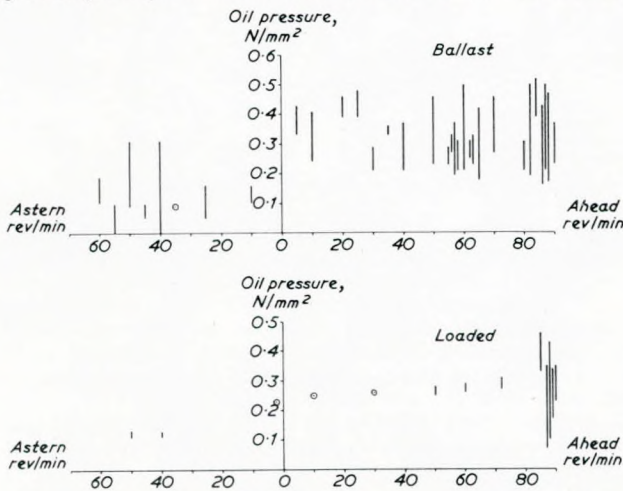 Oil pressure,
N/mm²
Ballast
0·6
0·5
0·4
0·3
0·2
0·1
Astern
rev/min
Ahead
rev/min
60 40 20 0 20 40 60 80
Oil pressure,
N/mm²
Loaded
0·5
0·4
0·3
0·2
0·1
Astern
rev/min
Ahead
rev/min
60 40 20 0 20 40 60 80